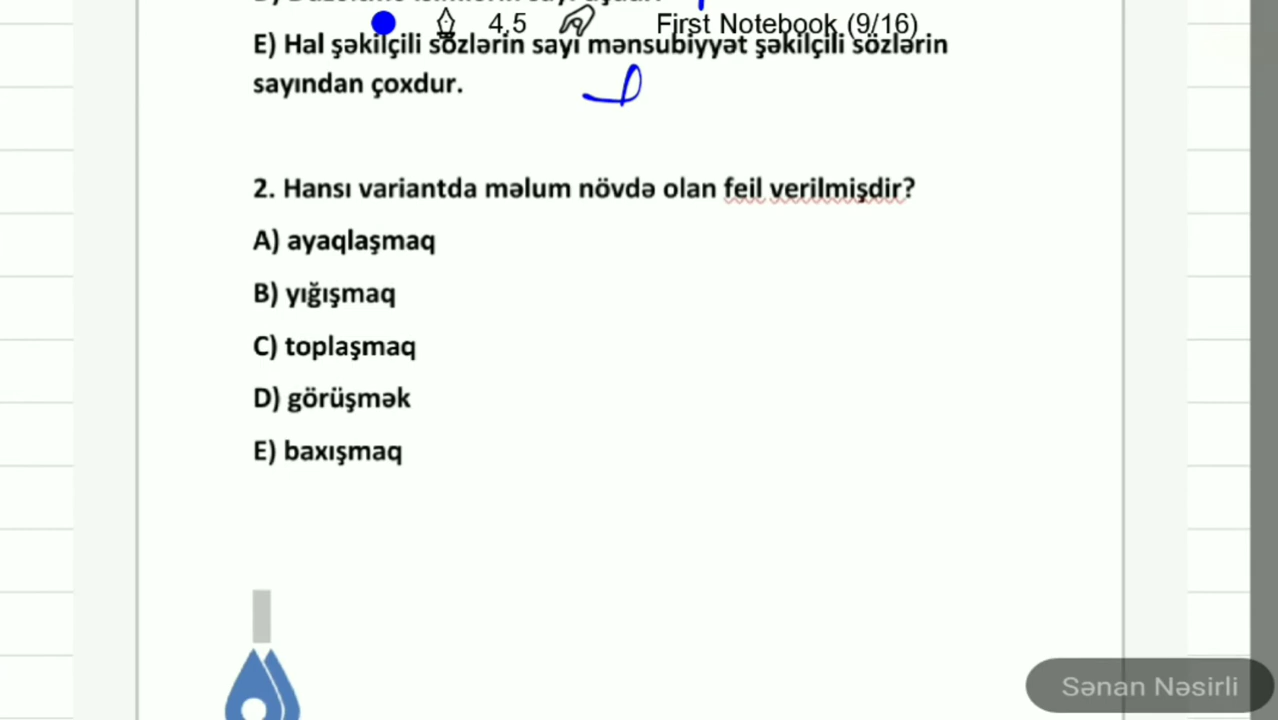 4,5 First Notebook (9/16)
E) Hal şəkilçili sözlərin sayı mənsubiyyət şəkilçili sözlərin
sayından çoxdur.
2. Hansı variantda məlum növdə olan feil verilmişdir?
A) ayaqlaşmaq
B) yığışmaq
C) toplaşmaq
D) görüşmək
E) baxışmaq
Sənan Nəsirli